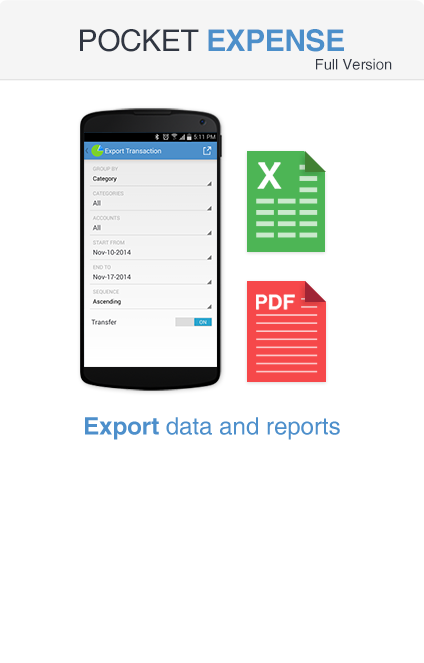 POCKET EXPENSE
Full Version
5:11 PM
Export Transaction
GROUP BY
Category
CATEGORIES
All
ACCOUNTS
All
START FROM
Nov-10-2014
END TO
Nov-17-2014
SEQUENCE
Ascending
Transfer ON
X
PDF
Export data and reports